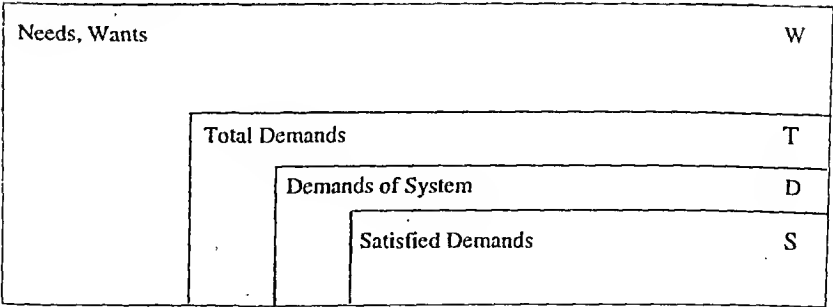 Needs, Wants W
Total Demands T
Demands of System D
Satisfied Demands S